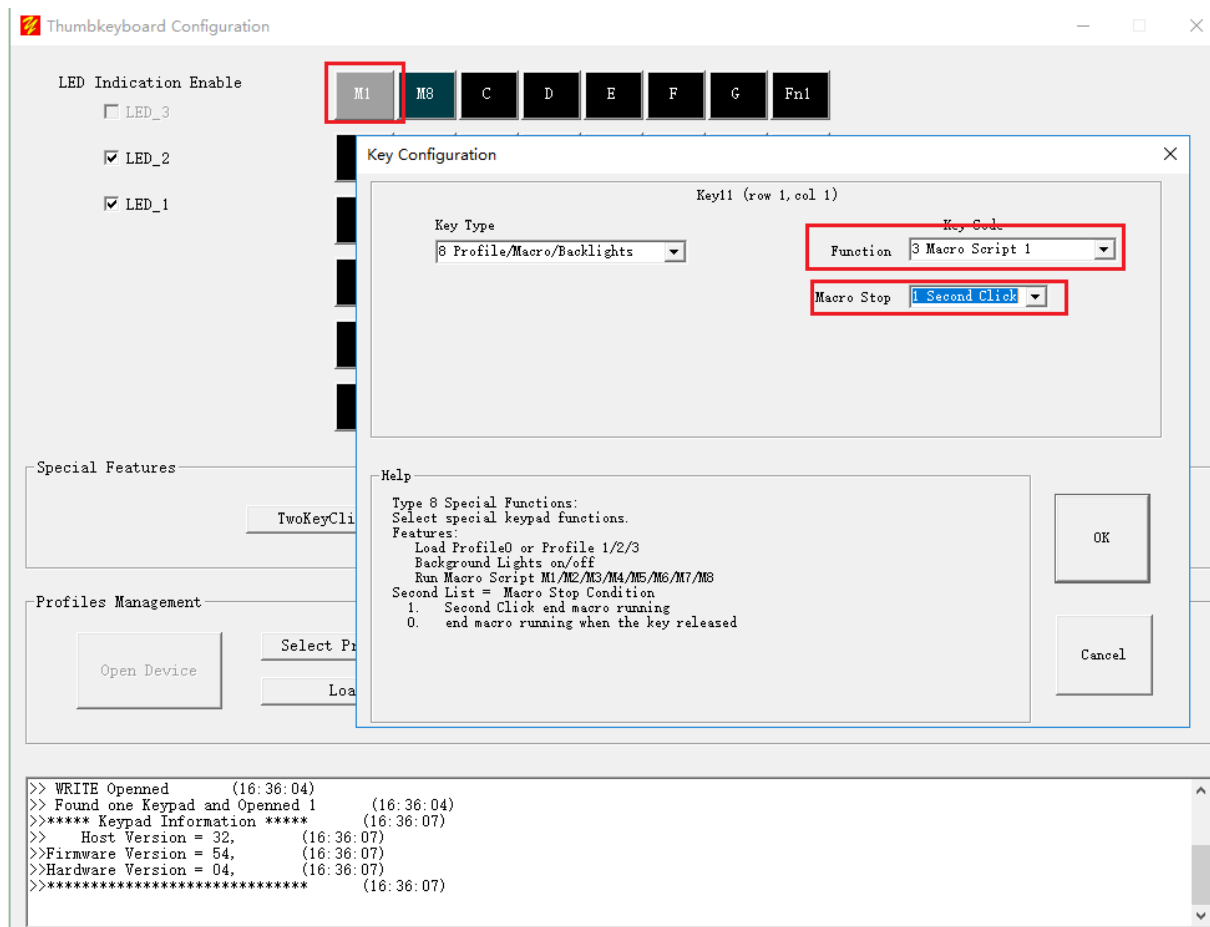 Thumbkeyboard Configuration
LED Indication Enable
LED_3
LED_2
LED_1
M1 M8 C D E F G Fn1
Key Configuration
Key11 (row 1,col 1)
Key Type
Key Code
8 Profile/Macro/Backlights
Function 3 Macro Script 1
Macro Stop 1 Second Click
Special Features
TwoKeyCli
Help
Type 8 Special Functions:
Select special keypad functions.
Features:
Load Profile0 or Profile 1/2/3
Background Lights on/off
Run Macro Script M1/M2/M3/M4/M5/M6/M7/M8
Second List = Macro Stop Condition
1. Second Click end macro running
0. end macro running when the key released
OK
Cancel
Profiles Management
Open Device
Select Pr
Loa
>> WRITE Openned (16:36:04)
>> Found one Keypad and Openned 1 (16:36:04)
>>***** Keypad Information ***** (16:36:07)
>> Host Version = 32, (16:36:07)
>>Firmware Version = 54, (16:36:07)
>>Hardware Version = 04, (16:36:07)
>>****************************** (16:36:07)